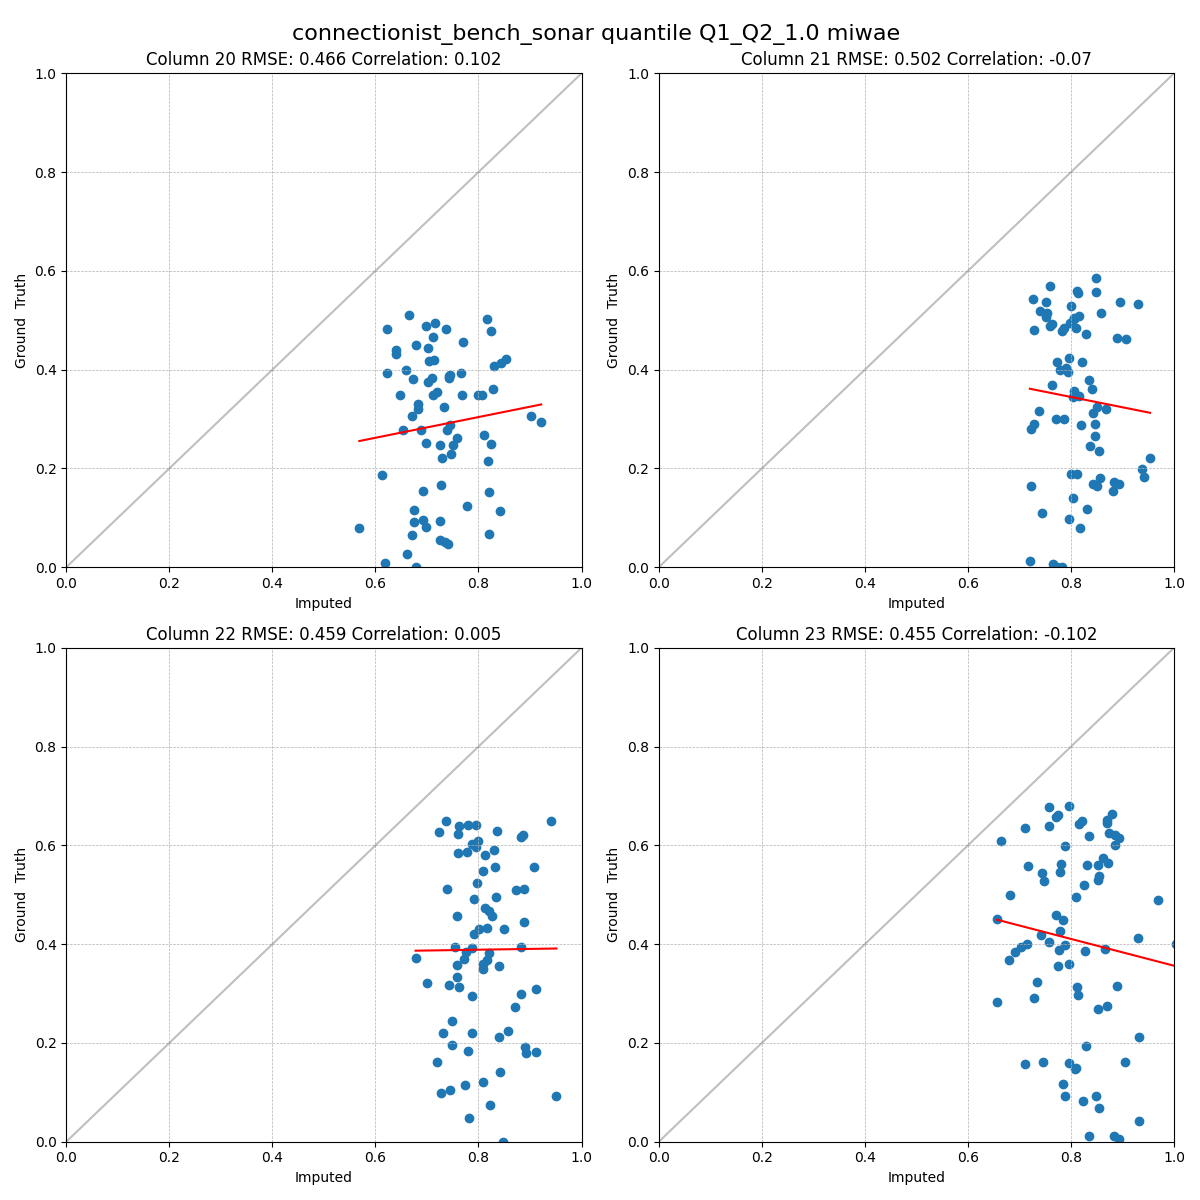 connectionist_bench_sonar quantile Q1_Q2_1.0 miwae
Column 20 RMSE: 0.466 Correlation: 0.102
1.0
0.8
0.6
0.4
0.2
0.0
Ground  Truth
0.0 0.2 0.4 0.6 0.8 1.0
Imputed
Column 21 RMSE: 0.502 Correlation: -0.07
1.0
0.8
0.6
0.4
0.2
0.0
Ground  Truth
0.0 0.2 0.4 0.6 0.8 1.0
Imputed
Column 22 RMSE: 0.459 Correlation: 0.005
1.0
0.8
0.6
0.4
0.2
0.0
Ground  Truth
0.0 0.2 0.4 0.6 0.8 1.0
Imputed
Column 23 RMSE: 0.455 Correlation: -0.102
1.0
0.8
0.6
0.4
0.2
0.0
Ground  Truth
0.0 0.2 0.4 0.6 0.8 1.0
Imputed